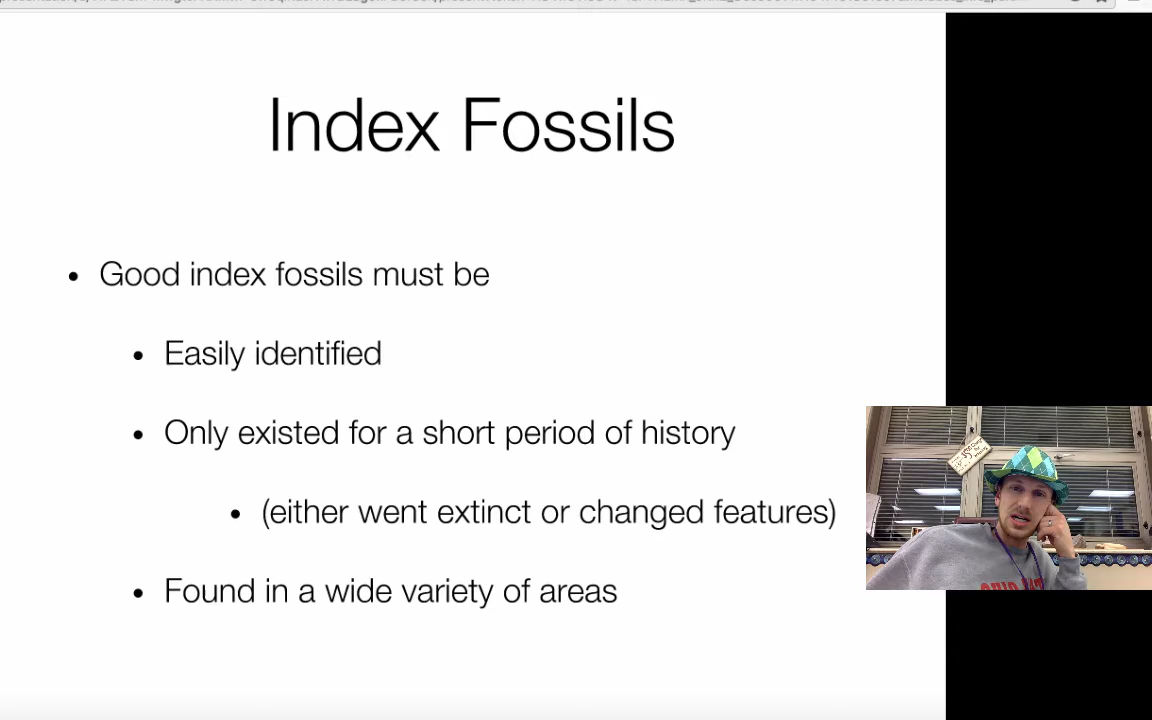 Index Fossils
• Good index fossils must be
• Easily identified
• Only existed for a short period of history
• (either went extinct or changed features)
• Found in a wide variety of areas